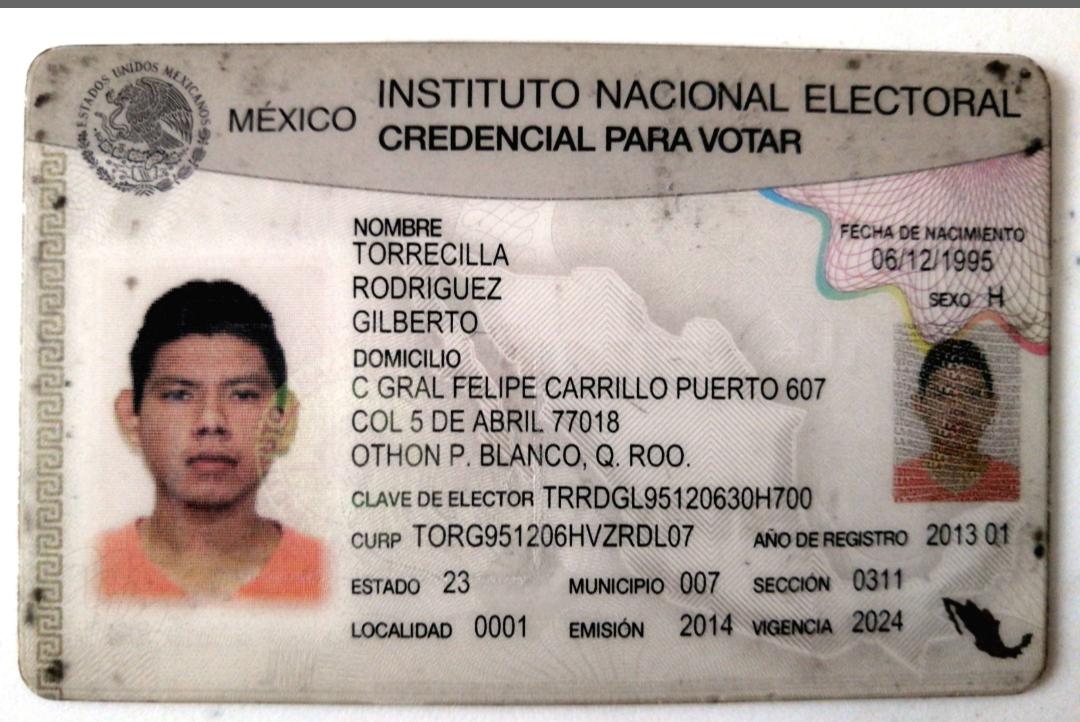 ESTADOS UNIDOS MEXICANOS
MÉXICO
INSTITUTO NACIONAL ELECTORAL
CREDENCIAL PARA VOTAR
NOMBRE
TORRECILLA
RODRIGUEZ
GILBERTO
FECHA DE NACIMIENTO
06/12/1995
SEXO H
DOMICILIO
C GRAL FELIPE CARRILLO PUERTO 607
COL 5 DE ABRIL 77018
OTHON P. BLANCO, Q. ROO.
CLAVE DE ELECTOR TRRDGL95120630H700
CURP TORG951206HVZRDL07 AÑO DE REGISTRO 2013 01
ESTADO 23 MUNICIPIO 007 SECCIÓN 0311
LOCALIDAD 0001 EMISIÓN 2014 VIGENCIA 2024